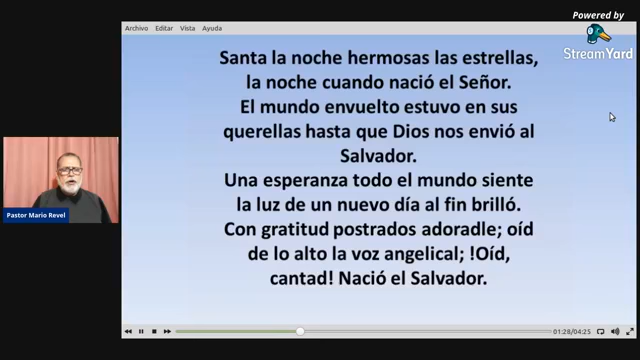 Powered by
StreamYard
Archivo Editar Vista Ayuda
Santa la noche hermosas las estrellas,
la noche cuando nació el Señor.
El mundo envuelto estuvo en sus
querellas hasta que Dios nos envió al
Salvador.
Una esperanza todo el mundo siente
la luz de un nuevo día al fin brilló.
Con gratitud postrados adoradle; oíd
de lo alto la voz angelical; !Oíd,
cantad! Nació el Salvador.
Pastor Mario Revel
01:28/04:25